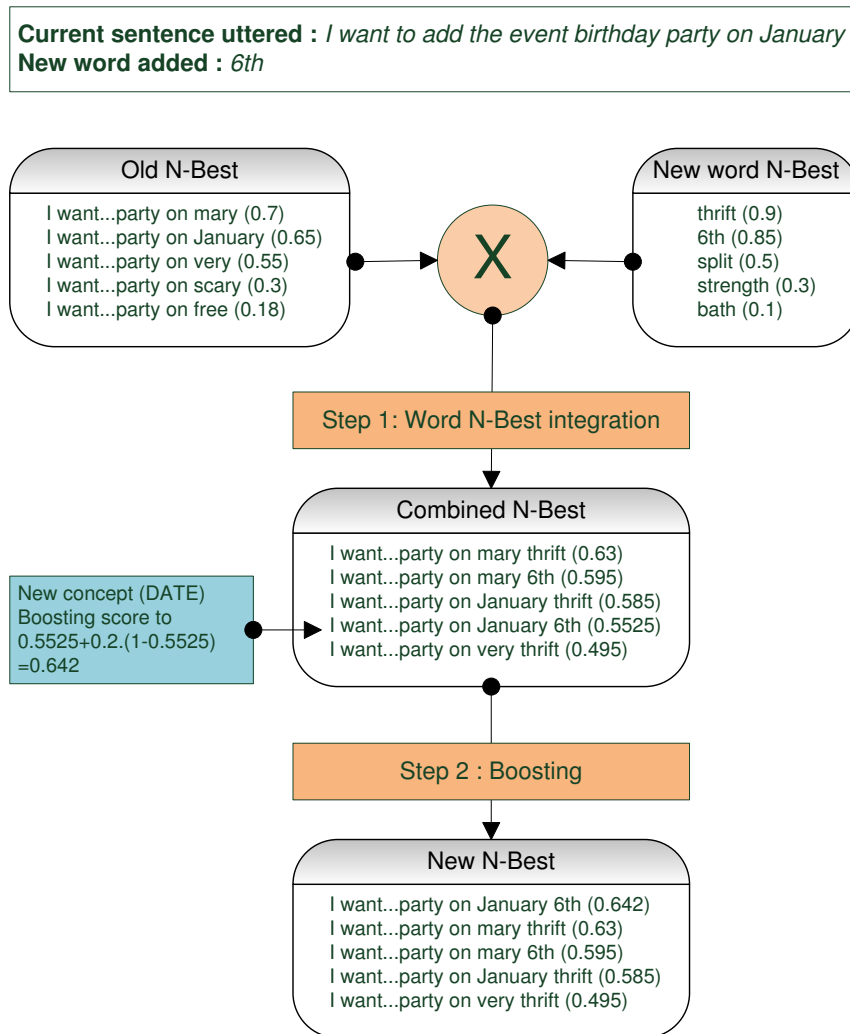 Current sentence uttered : I want to add the event birthday party on January
New word added : 6th
Old N-Best
I want...party on mary (0.7)
I want...party on January (0.65)
I want...party on very (0.55)
I want...party on scary (0.3)
I want...party on free (0.18)
X
New word N-Best
thrift (0.9)
6th (0.85)
split (0.5)
strength (0.3)
bath (0.1)
Step 1: Word N-Best integration
Combined N-Best
I want...party on mary thrift (0.63)
I want...party on mary 6th (0.595)
I want...party on January thrift (0.585)
I want...party on January 6th (0.5525)
I want...party on very thrift (0.495)
New concept (DATE)
Boosting score to
0.5525+0.2.(1-0.5525)
=0.642
Step 2 : Boosting
New N-Best
I want...party on January 6th (0.642)
I want...party on mary thrift (0.63)
I want...party on mary 6th (0.595)
I want...party on January thrift (0.585)
I want...party on very thrift (0.495)